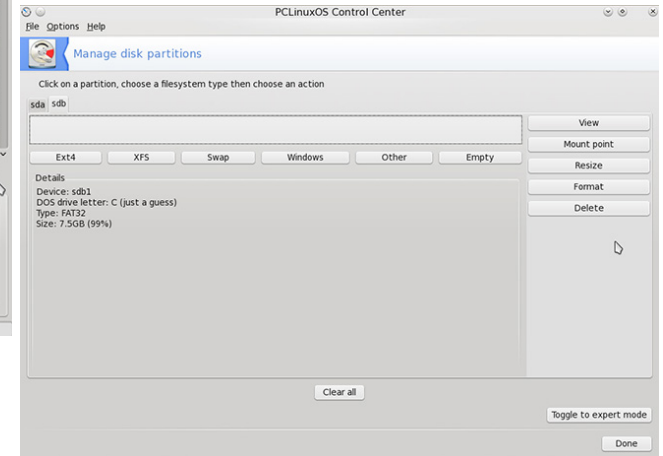 PCLinuxOS Control Center
File Options Help
Manage disk partitions
Click on a partition, choose a filesystem type then choose an action
sda sdb
View
Mount point
Ext4 XFS Swap Windows Other Empty
Resize
Details
Format
Device: sdb1
DOS drive letter: C (just a guess)
Delete
Type: FAT32
Size: 7.5GB (99%)
Clear all
Toggle to expert mode
Done